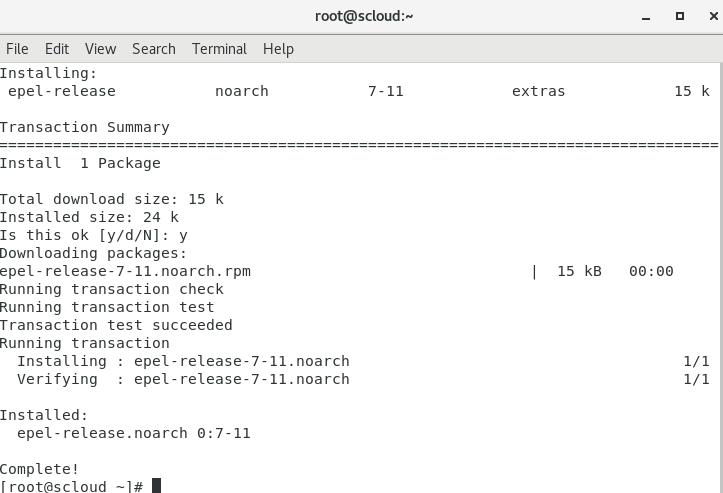 root@scloud:~
File Edit View Search Terminal Help
Installing:
 epel-release           noarch           7-11            extras            15 k

Transaction Summary
================================================================================
Install  1 Package

Total download size: 15 k
Installed size: 24 k
Is this ok [y/d/N]: y
Downloading packages:
epel-release-7-11.noarch.rpm                               |  15 kB   00:00
Running transaction check
Running transaction test
Transaction test succeeded
Running transaction
  Installing : epel-release-7-11.noarch                                     1/1
  Verifying  : epel-release-7-11.noarch                                     1/1

Installed:
  epel-release.noarch 0:7-11

Complete!
[root@scloud ~]#